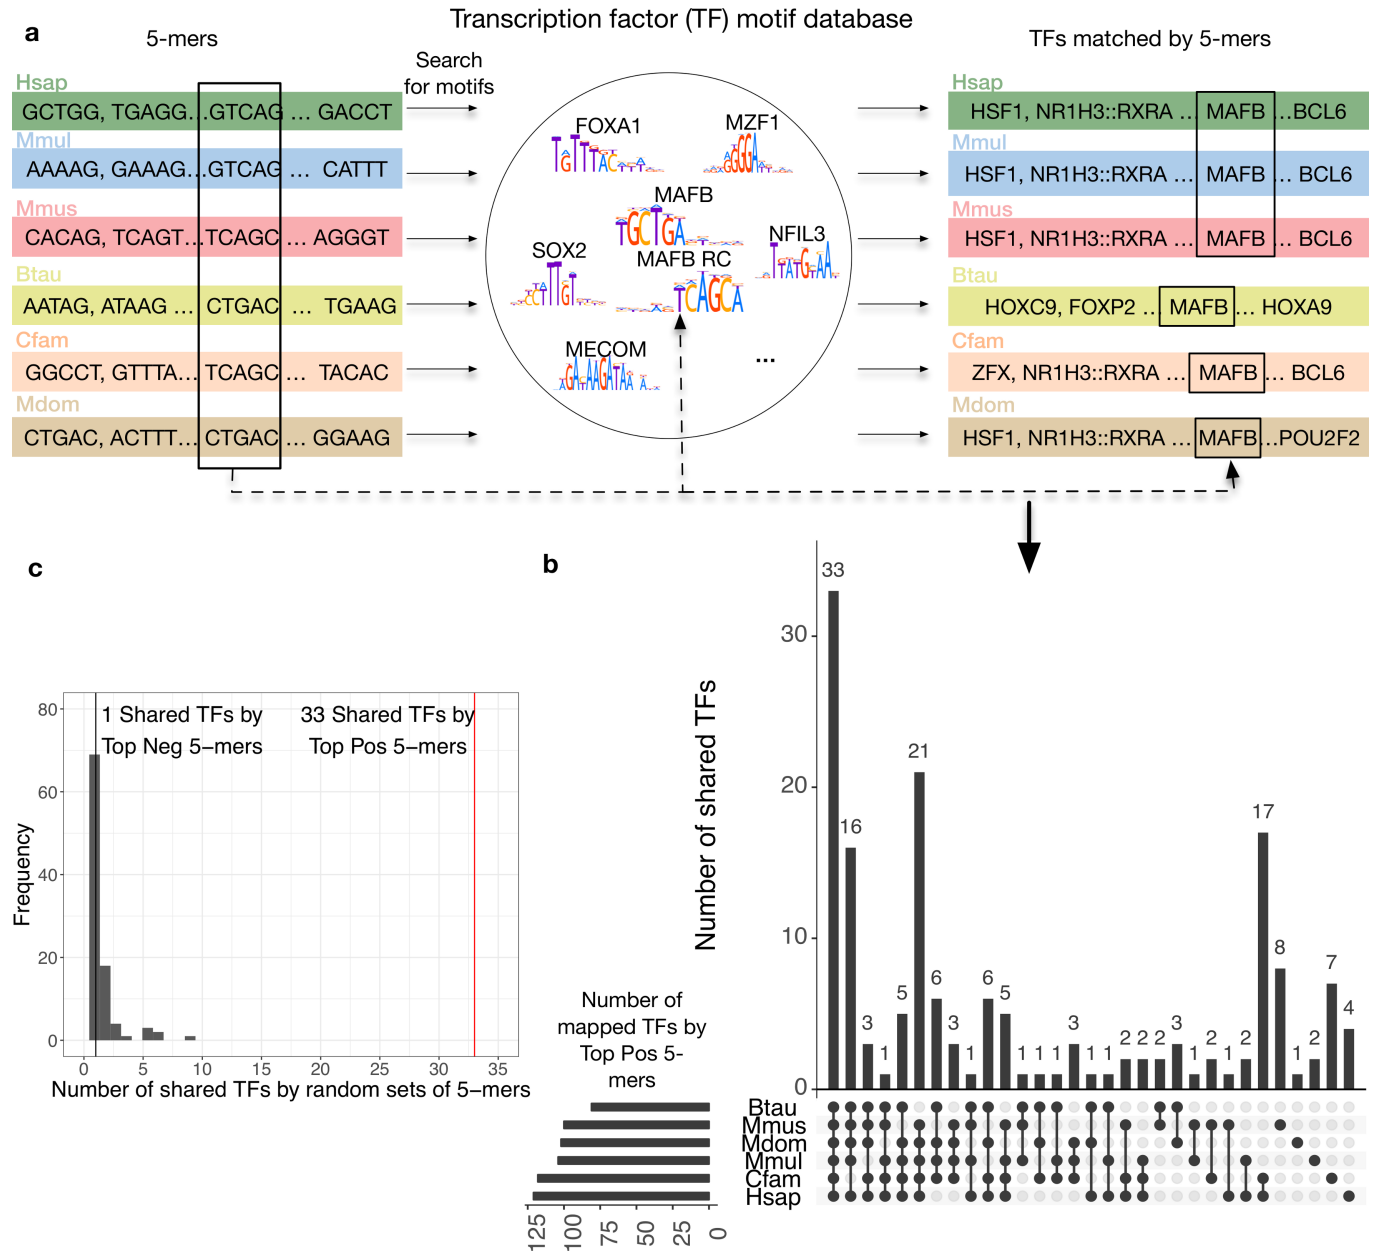 a
Transcription factor (TF) motif database
5-mers
Search
for motifs
TFs matched by 5-mers
Hsap
GCTGG, TGAGG...GTCAG ... GACCT
Mmul
AAAAG, GAAAG...GTCAG ... CATTT
Mmus
CACAG, TCAGT...TCAGC ... AGGGT
Btau
AATAG, ATAAG ... CTGAC ... TGAAG
Cfam
GGCCT, GTTTA... TCAGC ... TACAC
Mdom
CTGAC, ACTTT... CTGAC ... GGAAG
FOXA1
MZF1
MAFB
TGCTGA
SOX2
MAFB RC
TCAGCA
NFIL3
MECOM
...
Hsap
HSF1, NR1H3::RXRA ... MAFB ...BCL6
Mmul
HSF1, NR1H3::RXRA ... MAFB ... BCL6
Mmus
HSF1, NR1H3::RXRA ... MAFB ... BCL6
Btau
HOXC9, FOXP2 ... MAFB ... HOXA9
Cfam
ZFX, NR1H3::RXRA ... MAFB ... BCL6
Mdom
HSF1, NR1H3::RXRA ... MAFB ...POU2F2
c
80
60
40
20
0
Frequency
1 Shared TFs by
Top Neg 5-mers
33 Shared TFs by
Top Pos 5-mers
0 5 10 15 20 25 30 35
Number of shared TFs by random sets of 5-mers
b
Number of shared TFs
30
20
10
0
33 16 3 1 5 21 6 3 1 6 5 1 1 1 3 1 1 2 2 2 3 1 2 1 2 17 8 1 2 7 4
Number of
mapped TFs by
Top Pos 5-
mers
Btau
Mmus
Mdom
Mmul
Cfam
Hsap
125 100 75 50 25 0